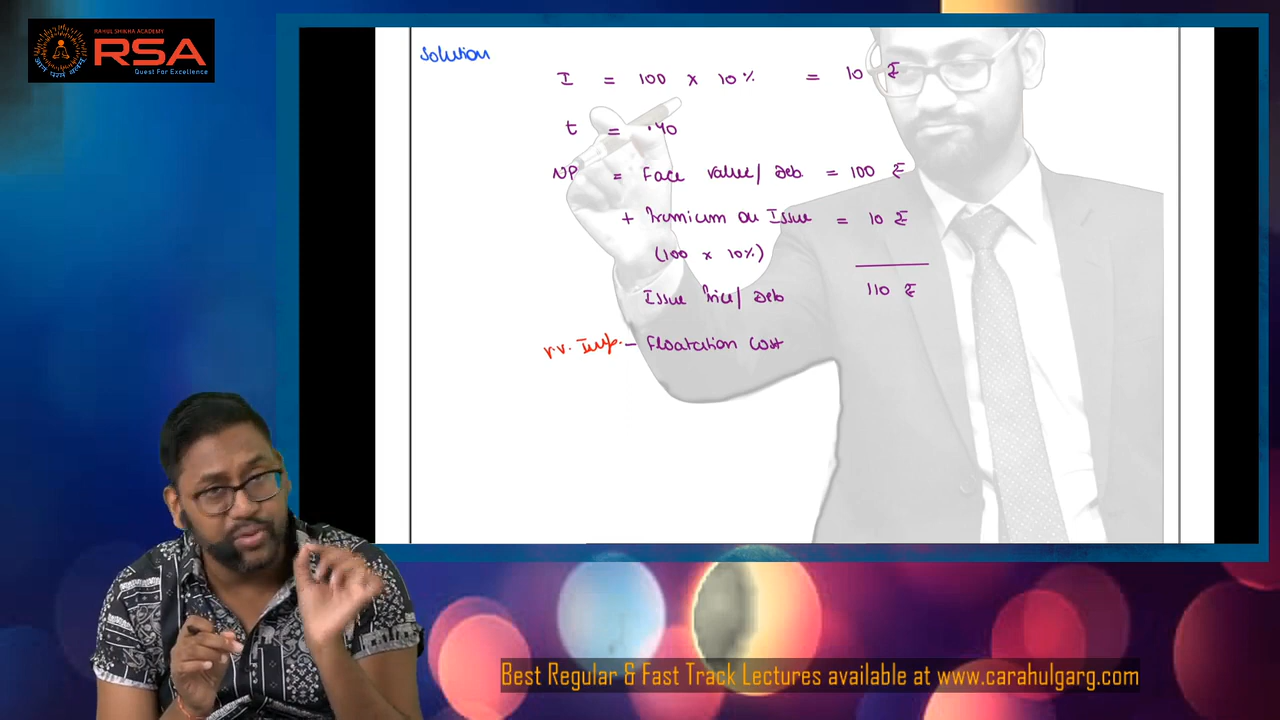 RAHUL SHIKHA ACADEMY
RSA
Quest For Excellence
Solution
I = 100 x 10% = 10 ₹
t = .40
NP = Face value/ Deb. = 100 ₹
+ Premium on Issue = 10 ₹
(100 x 10%)
Issue Price/ Deb 110 ₹
v.v. Imp. - Floatation Cost
Best Regular & Fast Track Lectures available at www.carahulgarg.com